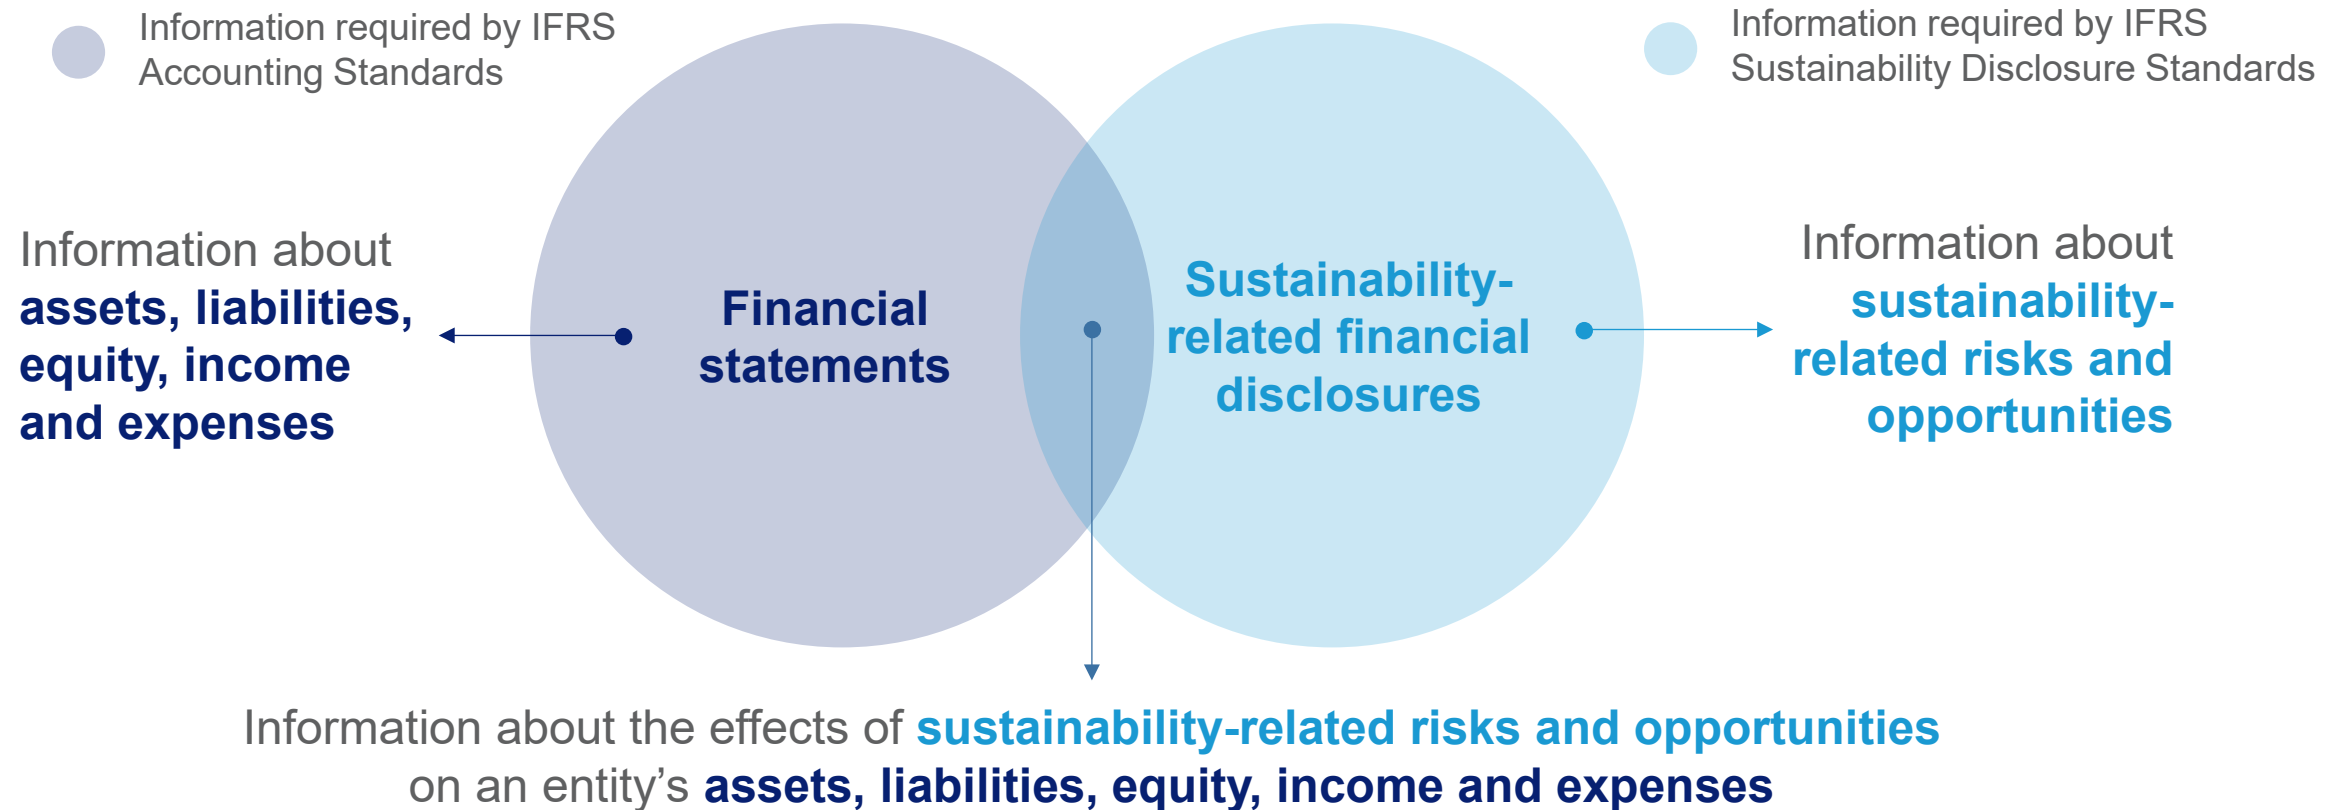 Information required by IFRS
Accounting Standards
Information required by IFRS
Sustainability Disclosure Standards
Information about
assets, liabilities,
equity, income
and expenses
Financial
statements
Sustainability-
related financial
disclosures
Information about
sustainability-
related risks and
opportunities
Information about the effects of sustainability-related risks and opportunities
on an entity’s assets, liabilities, equity, income and expenses